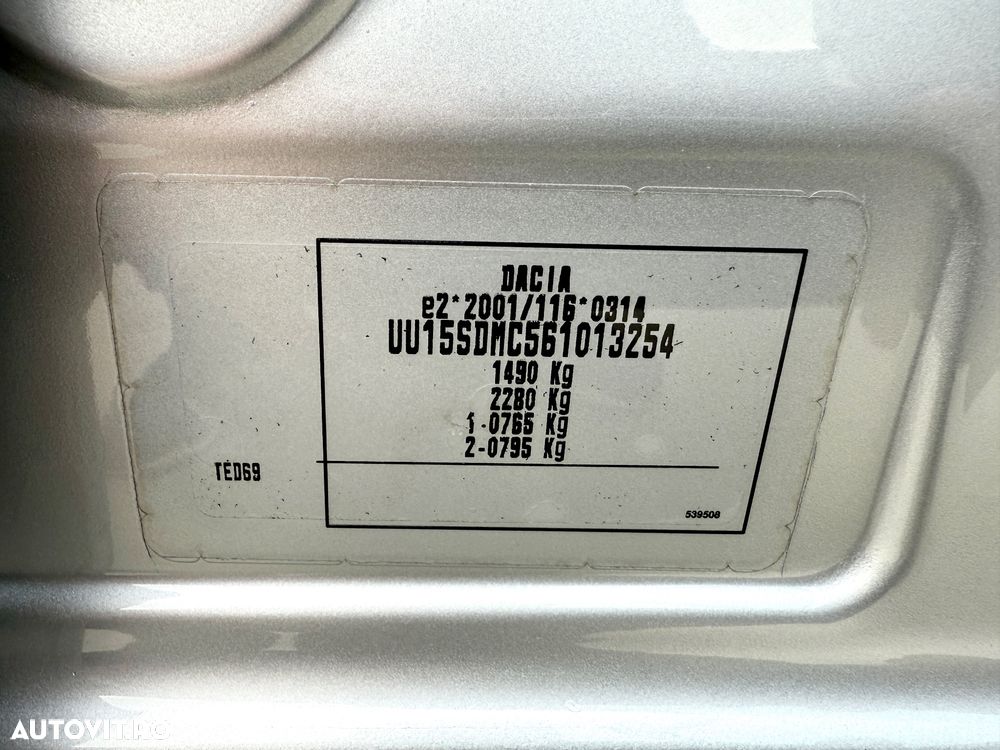 DACIA
e2*2001/116*0314
UU15SDMC561013254
1490 Kg
2280 Kg
1-0765 Kg
2-0795 Kg
TED69
539508
AUTOVIT.RO